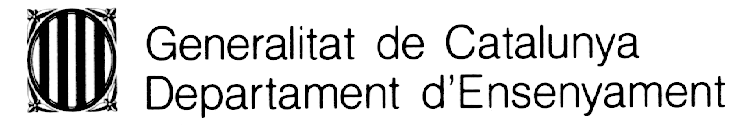 Generalitat de Catalunya
Departament d'Ensenyament